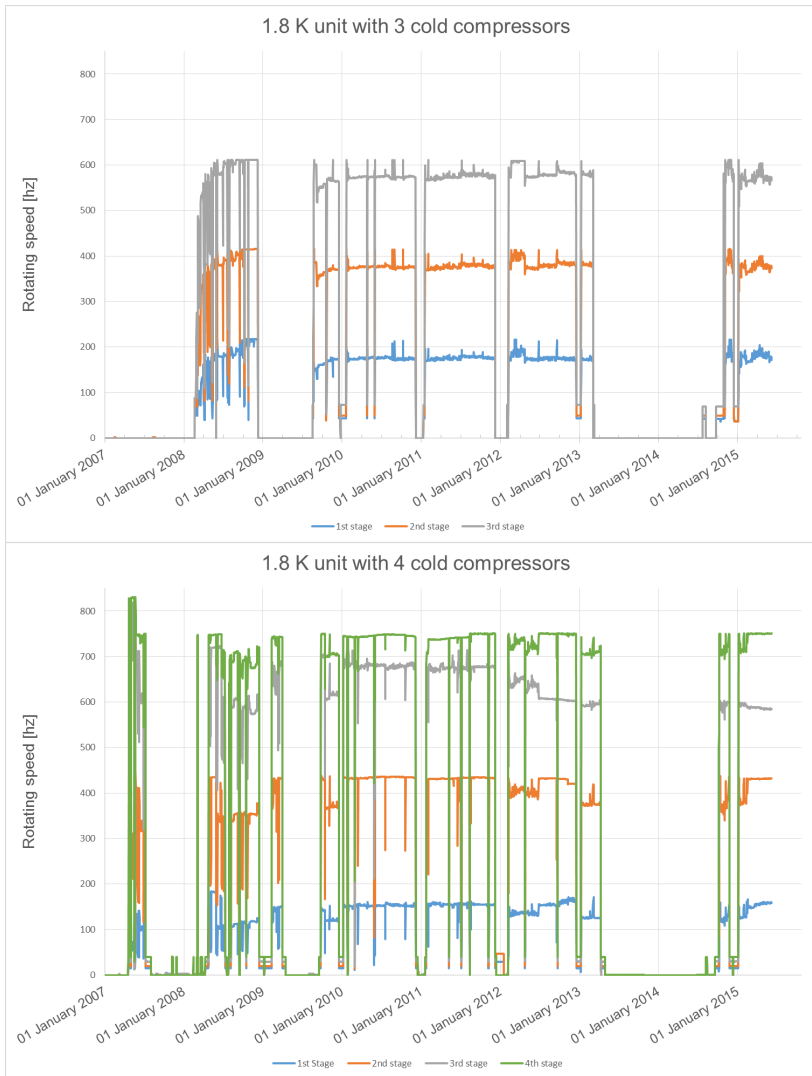 1.8 K unit with 3 cold compressors
Rotating speed [hz]
800
700
600
500
400
300
200
100
0
01 January 2007
01 January 2008
01 January 2009
01 January 2010
01 January 2011
01 January 2012
01 January 2013
01 January 2014
01 January 2015
1st stage 2nd stage 3rd stage
1.8 K unit with 4 cold compressors
Rotating speed [hz]
800
700
600
500
400
300
200
100
0
01 January 2007
01 January 2008
01 January 2009
01 January 2010
01 January 2011
01 January 2012
01 January 2013
01 January 2014
01 January 2015
1st Stage 2nd stage 3rd stage 4th stage